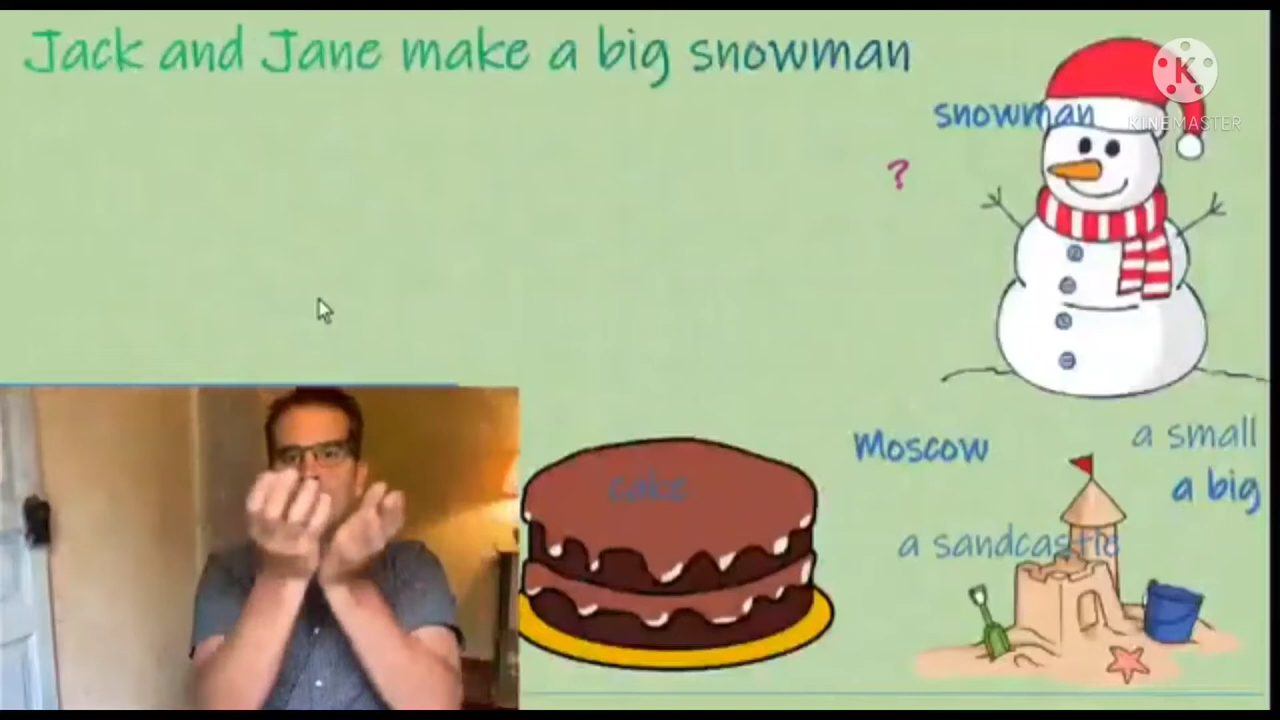 Jack and Jane make a big snowman
snowman
K
KINEMASTER
?
Moscow
a small
a big
cake
a sandcastle